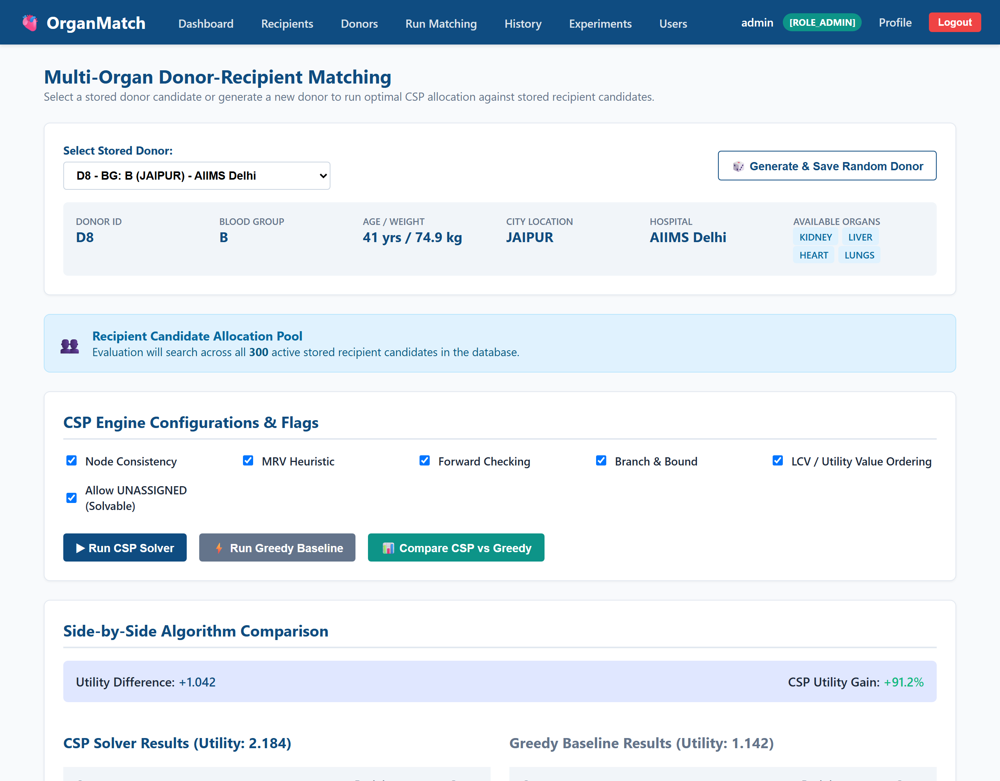 OrganMatch Dashboard Recipients Donors Run Matching History Experiments Users admin [ROLE_ADMIN] Profile Logout
Multi-Organ Donor-Recipient Matching
Select a stored donor candidate or generate a new donor to run optimal CSP allocation against stored recipient candidates.
Select Stored Donor:
D8 - BG: B (JAIPUR) - AIIMS Delhi
Generate & Save Random Donor
DONOR ID BLOOD GROUP AGE / WEIGHT CITY LOCATION HOSPITAL AVAILABLE ORGANS
D8 B 41 yrs / 74.9 kg JAIPUR AIIMS Delhi KIDNEY LIVER
HEART LUNGS
Recipient Candidate Allocation Pool
Evaluation will search across all 300 active stored recipient candidates in the database.
CSP Engine Configurations & Flags
Node Consistency MRV Heuristic Forward Checking Branch & Bound LCV / Utility Value Ordering
Allow UNASSIGNED
(Solvable)
Run CSP Solver Run Greedy Baseline Compare CSP vs Greedy
Side-by-Side Algorithm Comparison
Utility Difference: +1.042 CSP Utility Gain: +91.2%
CSP Solver Results (Utility: 2.184) Greedy Baseline Results (Utility: 1.142)